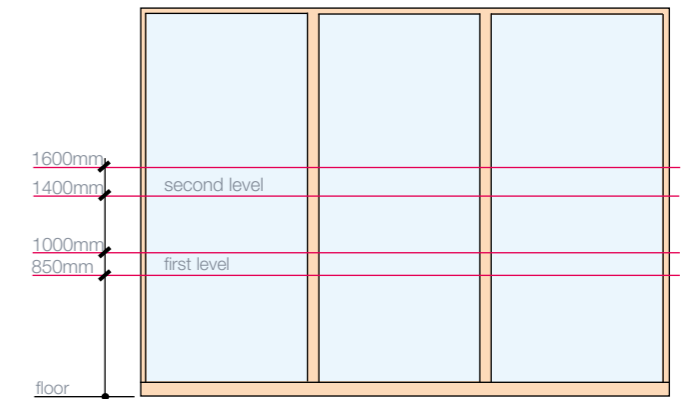 1600mm
second level
1400mm
1000mm
first level
850mm
floor